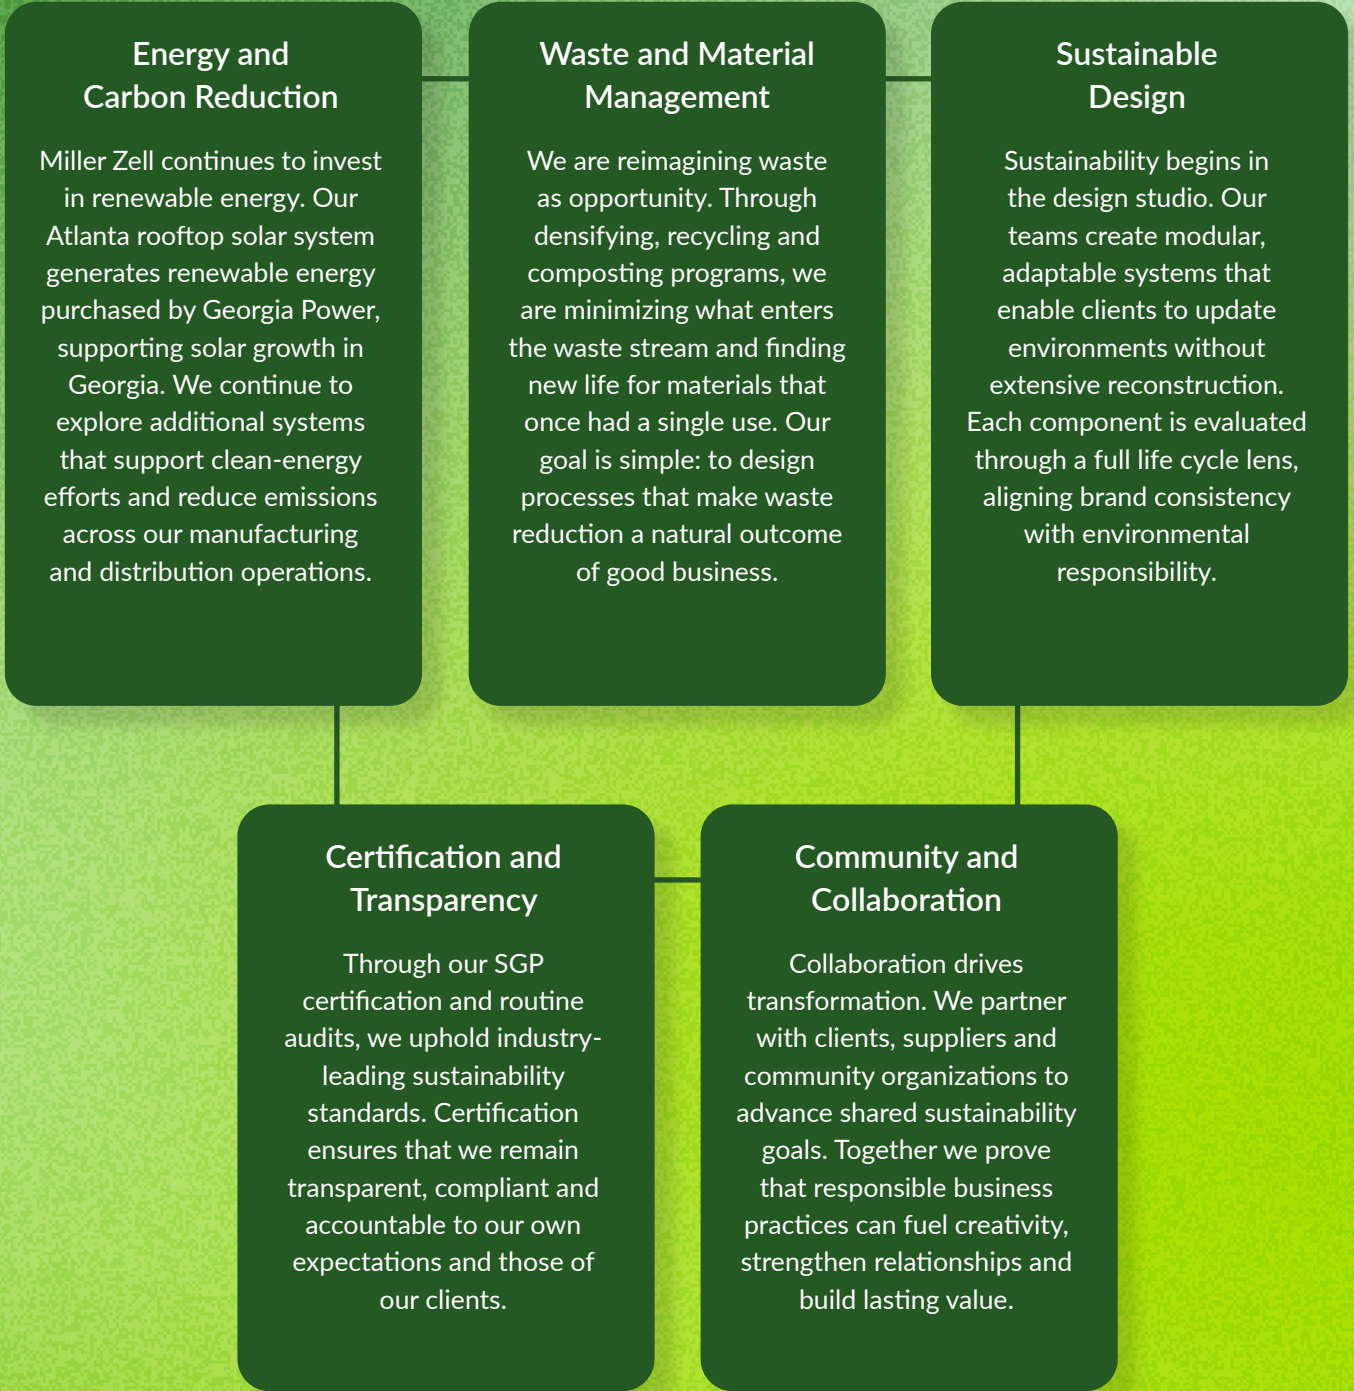 Energy and
Carbon Reduction
Miller Zell continues to invest
in renewable energy. Our
Atlanta rooftop solar system
generates renewable energy
purchased by Georgia Power,
supporting solar growth in
Georgia. We continue to
explore additional systems
that support clean-energy
efforts and reduce emissions
across our manufacturing
and distribution operations.
Waste and Material
Management
We are reimagining waste
as opportunity. Through
densifying, recycling and
composting programs, we
are minimizing what enters
the waste stream and finding
new life for materials that
once had a single use. Our
goal is simple: to design
processes that make waste
reduction a natural outcome
of good business.
Sustainable
Design
Sustainability begins in
the design studio. Our
teams create modular,
adaptable systems that
enable clients to update
environments without
extensive reconstruction.
Each component is evaluated
through a full life cycle lens,
aligning brand consistency
with environmental
responsibility.
Certification and
Transparency
Through our SGP
certification and routine
audits, we uphold industry-
leading sustainability
standards. Certification
ensures that we remain
transparent, compliant and
accountable to our own
expectations and those of
our clients.
Community and
Collaboration
Collaboration drives
transformation. We partner
with clients, suppliers and
community organizations to
advance shared sustainability
goals. Together we prove
that responsible business
practices can fuel creativity,
strengthen relationships and
build lasting value.